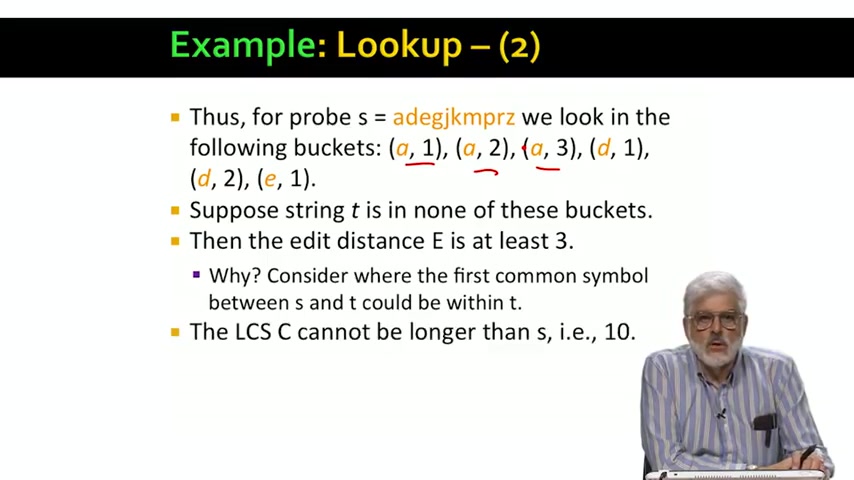 Example: Lookup – (2)
Thus, for probe s = adegjkmprz we look in the
following buckets: (a, 1), (a, 2), (a, 3), (d, 1),
(d, 2), (e, 1).
Suppose string t is in none of these buckets.
Then the edit distance E is at least 3.
Why? Consider where the first common symbol
between s and t could be within t.
The LCS C cannot be longer than s, i.e., 10.